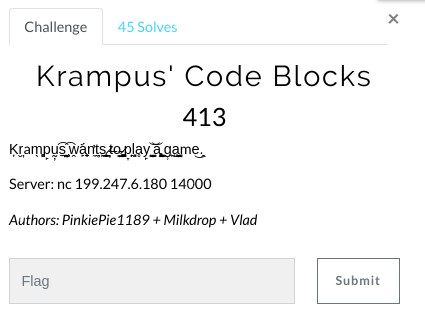 Challenge
45 Solves
×
Krampus' Code Blocks
413
Krampus wants to play a game.
Server: nc 199.247.6.180 14000
Authors: PinkiePie1189 + Milkdrop + Vlad
Flag
Submit